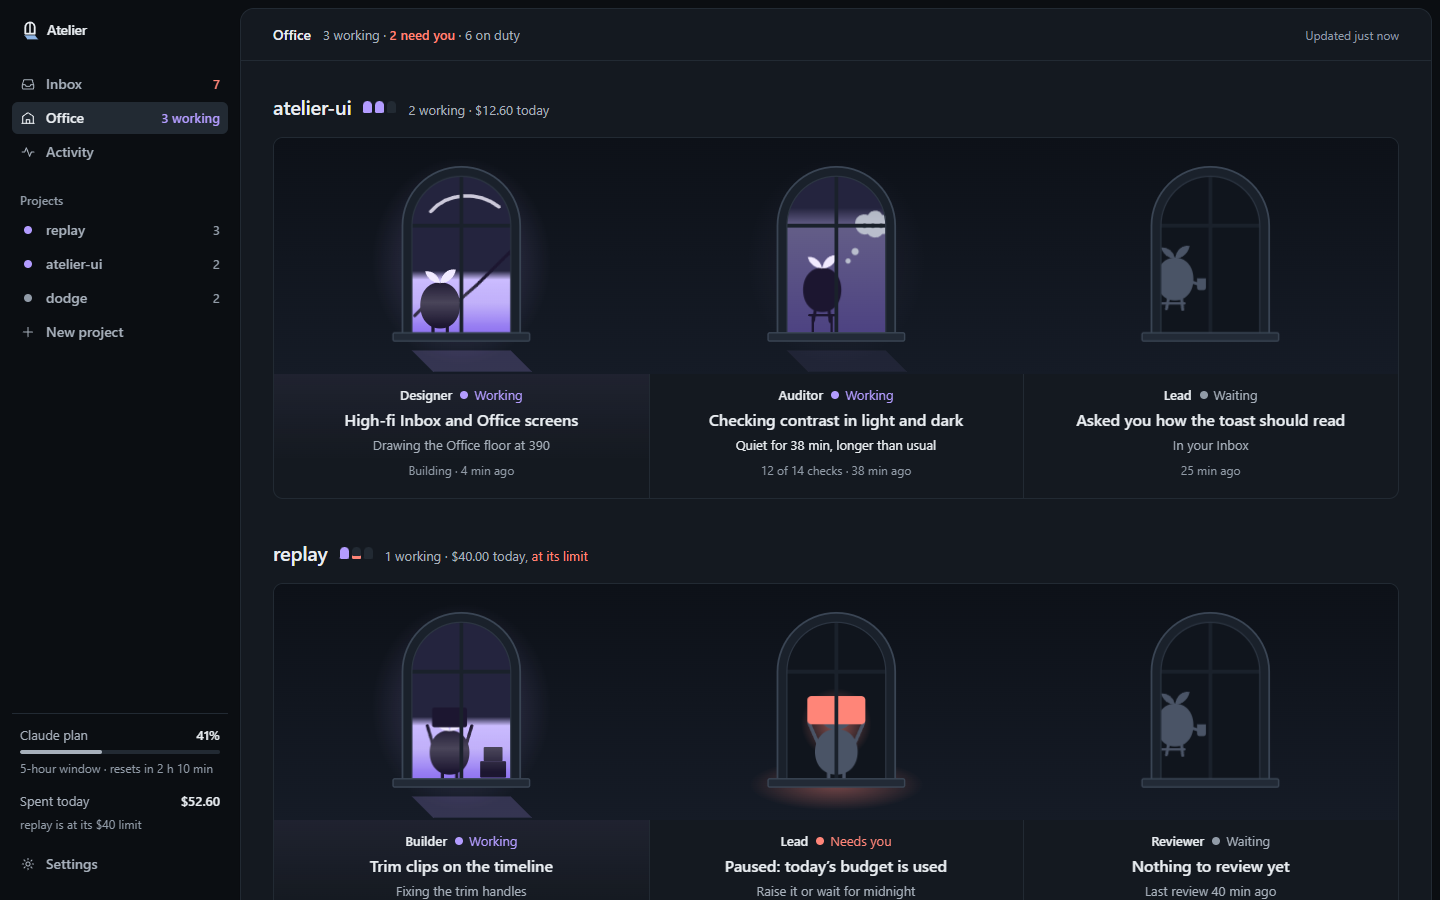 Atelier
Inbox 7
Office 3 working
Activity
Projects
replay 3
atelier-ui 2
dodge 2
New project
Claude plan 41%
5-hour window · resets in 2 h 10 min
Spent today $52.60
replay is at its $40 limit
Settings
Office 3 working · 2 need you · 6 on duty
Updated just now
atelier-ui 2 working · $12.60 today
Designer Working
High-fi Inbox and Office screens
Drawing the Office floor at 390
Building · 4 min ago
Auditor Working
Checking contrast in light and dark
Quiet for 38 min, longer than usual
12 of 14 checks · 38 min ago
Lead Waiting
Asked you how the toast should read
In your Inbox
25 min ago
replay 1 working · $40.00 today, at its limit
Builder Working
Trim clips on the timeline
Fixing the trim handles
Lead Needs you
Paused: today's budget is used
Raise it or wait for midnight
Reviewer Waiting
Nothing to review yet
Last review 40 min ago